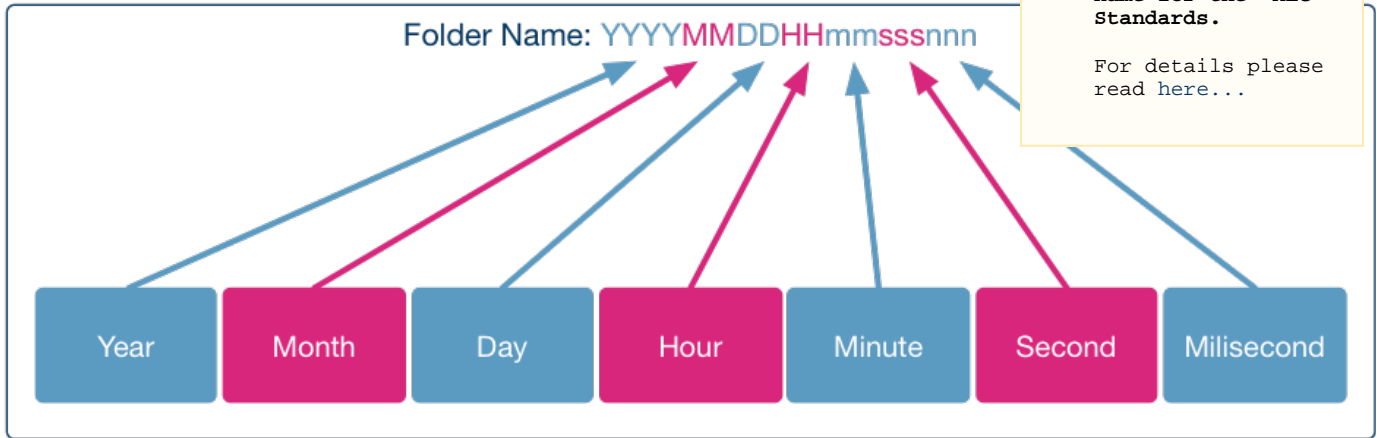 Folder Name: YYYYMMDDHHmmsssnnn
Standards.
For details please
read here...
Year
Month
Day
Hour
Minute
Second
Milisecond